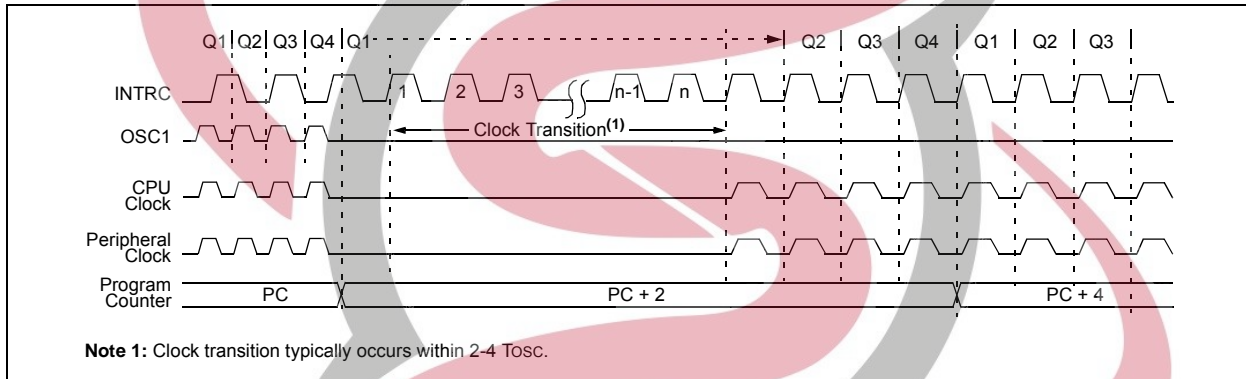 Q1 Q2 Q3 Q4 Q1 Q2 Q3 Q4 Q1 Q2 Q3
INTRC 1 2 3 n-1 n
OSC1 Clock Transition(1)
CPU
Clock
Peripheral
Clock
Program
Counter
PC PC + 2 PC + 4
Note 1: Clock transition typically occurs within 2-4 TOSC.